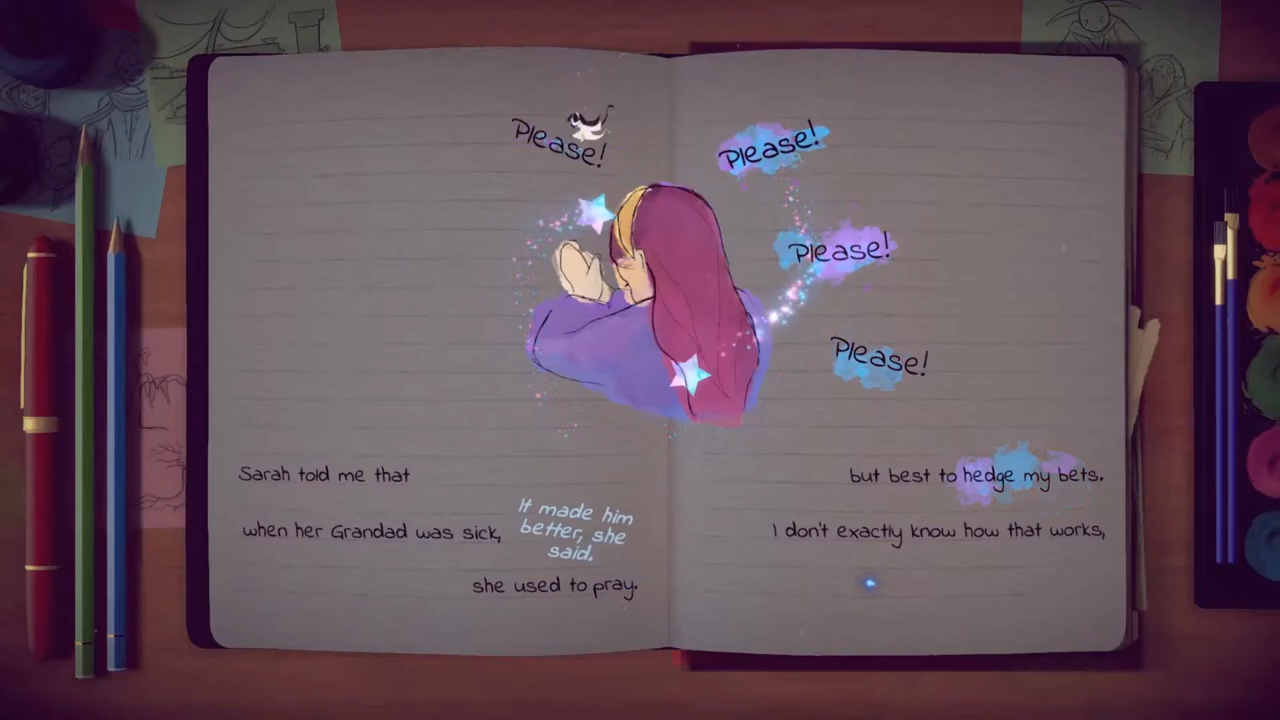 Please!
Please!
Please!
Please!
Sarah told me that
when her Grandad was sick,
It made him
better, she
said.
she used to pray.
but best to hedge my bets.
I don't exactly know how that works,